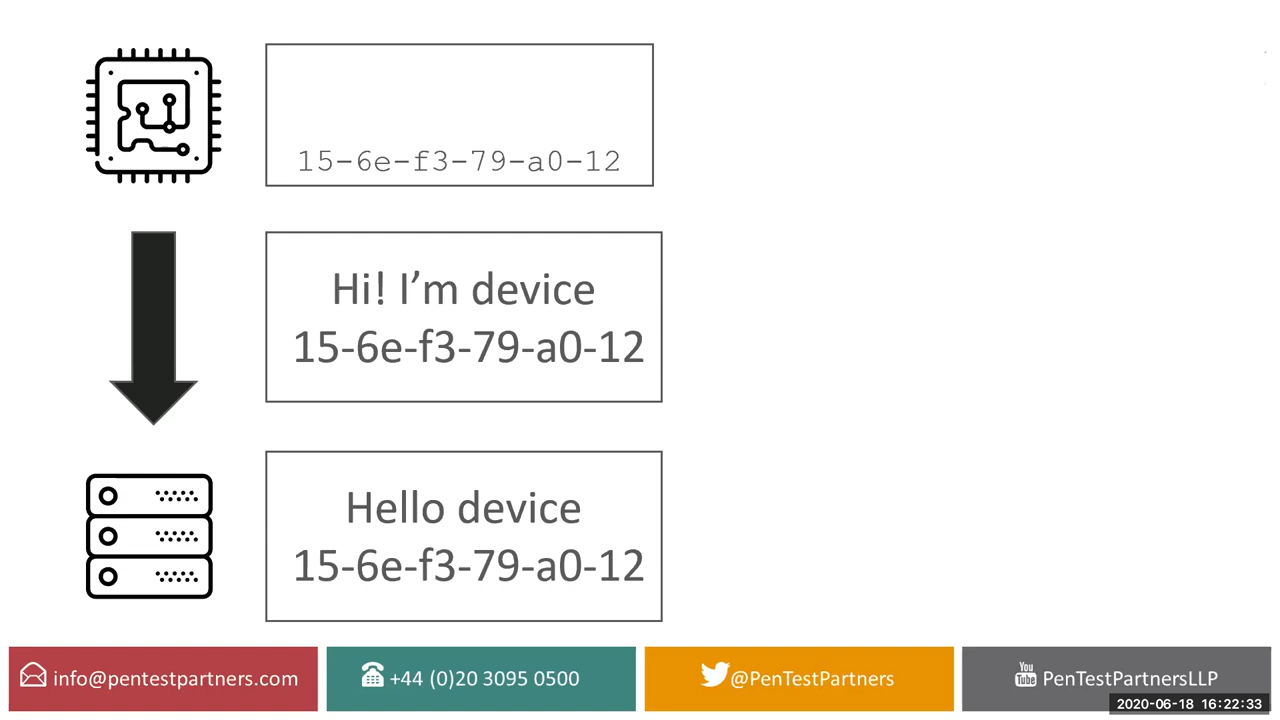 15-6e-f3-79-a0-12
Hi! I’m device
15-6e-f3-79-a0-12
Hello device
15-6e-f3-79-a0-12
info@pentestpartners.com
+44 (0)20 3095 0500
@PenTestPartners
You
Tube
PenTestPartnersLLP
2020-06-18 16:22:33